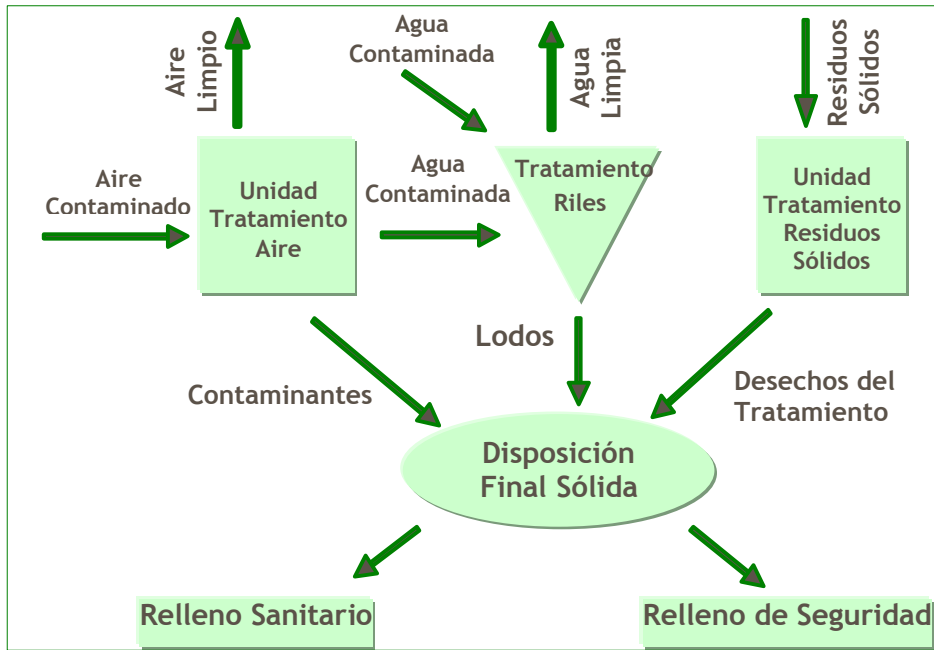 Aire
Limpio
Agua
Contaminada
Agua
Limpia
Residuos
Sólidos
Aire
Contaminado
Unidad
Tratamiento
Aire
Agua
Contaminada
Tratamiento
Riles
Unidad
Tratamiento
Residuos
Sólidos
Contaminantes
Lodos
Desechos del
Tratamiento
Disposición
Final Sólida
Relleno Sanitario
Relleno de Seguridad